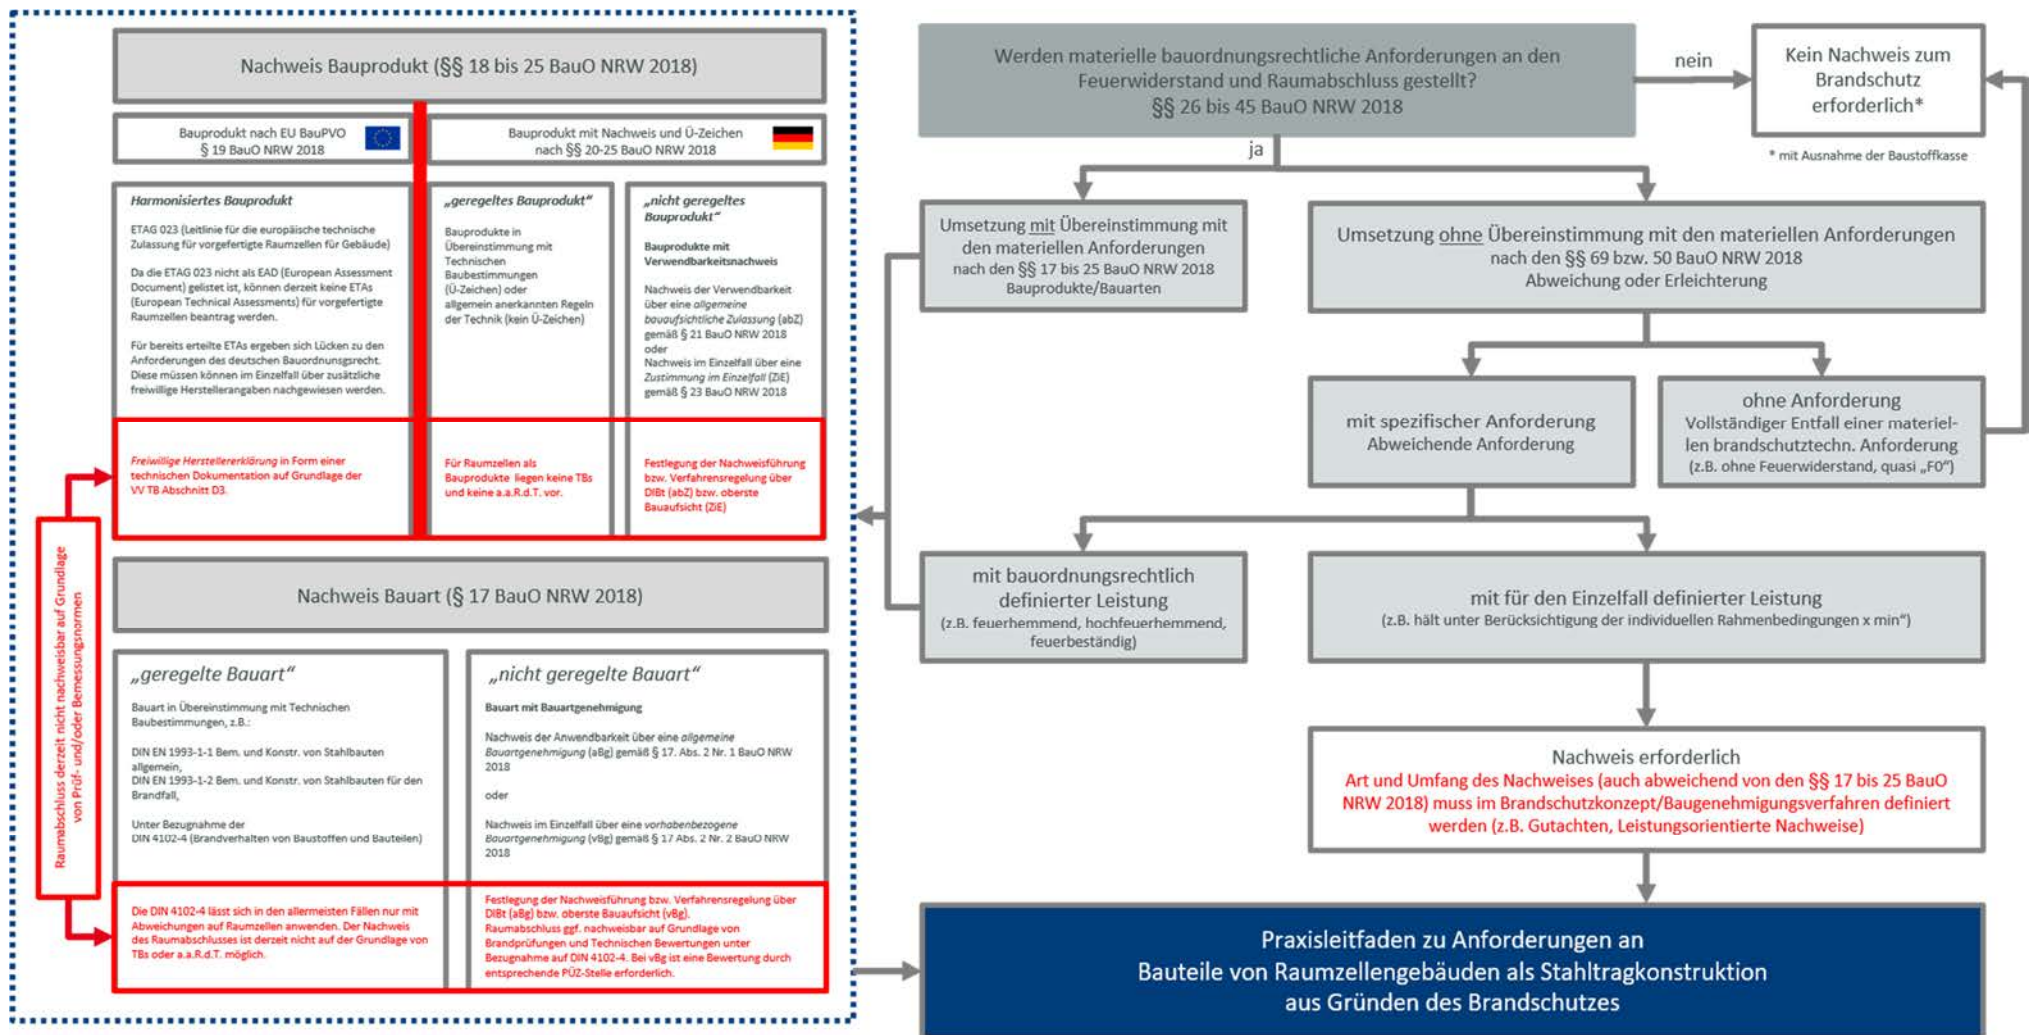 Nachweis Bauprodukt (§§ 18 bis 25 BauO NRW 2018)
Bauprodukt nach EU BauPVO
§ 19 BauO NRW 2018
Bauprodukt mit Nachweis und Ü-Zeichen
nach §§ 20-25 BauO NRW 2018
Harmonisiertes Bauprodukt
ETAG 023 (Leitlinie für die europäische technische
Zulassung für vorgefertigte Raumzellen für Gebäude)
Da die ETAG 023 nicht als EAD (European Assessment
Document) gelistet ist, können derzeit keine ETAs
(European Technical Assessments) für vorgefertigte
Raumzellen beantrag werden.
Für bereits erteilte ETAs ergeben sich Lücken zu den
Anforderungen des deutschen Bauordnunsgsrecht.
Diese müssen können im Einzelfall über zusätzliche
freiwillige Herstellerangaben nachgewiesen werden.
Freiwillige Herstellererklärung in Form einer
technischen Dokumentation auf Grundlage der
VV TB Abschnitt D3.
„geregeltes Bauprodukt“
Bauprodukte in
Übereinstimmung mit
Technischen
Baubestimmungen
(Ü-Zeichen) oder
allgemein anerkannten Regeln
der Technik (kein Ü-Zeichen)
Für Raumzellen als
Bauprodukte liegen keine TBs
und keine a.a.R.d.T. vor.
„nicht geregeltes
Bauprodukt“
Bauprodukte mit
Verwendbarkeitsnachweis
Nachweis der Verwendbarkeit
über eine allgemeine
bauaufsichtliche Zulassung (abZ)
gemäß § 21 BauO NRW 2018
oder
Nachweis im Einzelfall über eine
Zustimmung im Einzelfall (ZiE)
gemäß § 23 BauO NRW 2018
Festlegung der Nachweisführung
bzw. Verfahrensregelung über
DIBt (abZ) bzw. oberste
Bauaufsicht (ZiE)
Raumabschluss derzeit nicht nachweisbar auf Grundlage
von Prüf- und/oder Bemessungsnormen
Nachweis Bauart (§ 17 BauO NRW 2018)
„geregelte Bauart“
Bauart in Übereinstimmung mit Technischen
Baubestimmungen, z.B.:
DIN EN 1993-1-1 Bem. und Konstr. von Stahlbauten
allgemein,
DIN EN 1993-1-2 Bem. und Konstr. von Stahlbauten für den
Brandfall,
Unter Bezugnahme der
DIN 4102-4 (Brandverhalten von Baustoffen und Bauteilen)
Die DIN 4102-4 lässt sich in den allermeisten Fällen nur mit
Abweichungen auf Raumzellen anwenden. Der Nachweis
des Raumabschlusses ist derzeit nicht auf der Grundlage von
TBs oder a.a.R.d.T. möglich.
„nicht geregelte Bauart“
Bauart mit Bauartgenehmigung
Nachweis der Anwendbarkeit über eine allgemeine
Bauartgenehmigung (aBg) gemäß § 17. Abs. 2 Nr. 1 BauO NRW
2018
oder
Nachweis im Einzelfall über eine vorhabenbezogene
Bauartgenehmigung (vBg) gemäß § 17 Abs. 2 Nr. 2 BauO NRW
2018
Festlegung der Nachweisführung bzw. Verfahrensregelung über
DIBt (aBg) bzw. oberste Bauaufsicht (vBg).
Raumabschluss ggf. nachweisbar auf Grundlage von
Brandprüfungen und Technischen Bewertungen unter
Bezugnahme auf DIN 4102-4. Bei vBg ist eine Bewertung durch
entsprechende PÜZ-Stelle erforderlich.
Werden materielle bauordnungsrechtliche Anforderungen an den
Feuerwiderstand und Raumabschluss gestellt?
§§ 26 bis 45 BauO NRW 2018
nein
Kein Nachweis zum
Brandschutz
erforderlich*
* mit Ausnahme der Baustoffkasse
ja
Umsetzung mit Übereinstimmung mit
den materiellen Anforderungen
nach den §§ 17 bis 25 BauO NRW 2018
Bauprodukte/Bauarten
Umsetzung ohne Übereinstimmung mit den materiellen Anforderungen
nach den §§ 69 bzw. 50 BauO NRW 2018
Abweichung oder Erleichterung
mit spezifischer Anforderung
Abweichende Anforderung
ohne Anforderung
Vollständiger Entfall einer materiel-
len brandschutztechn. Anforderung
(z.B. ohne Feuerwiderstand, quasi „F0“)
mit bauordnungsrechtlich
definierter Leistung
(z.B. feuerhemmend, hochfeuerhemmend,
feuerbeständig)
mit für den Einzelfall definierter Leistung
(z.B. hält unter Berücksichtigung der individuellen Rahmenbedingungen x min“)
Nachweis erforderlich
Art und Umfang des Nachweises (auch abweichend von den §§ 17 bis 25 BauO
NRW 2018) muss im Brandschutzkonzept/Baugenehmigungsverfahren definiert
werden (z.B. Gutachten, Leistungsorientierte Nachweise)
Praxisleitfaden zu Anforderungen an
Bauteile von Raumzellengebäuden als Stahltragkonstruktion
aus Gründen des Brandschutzes